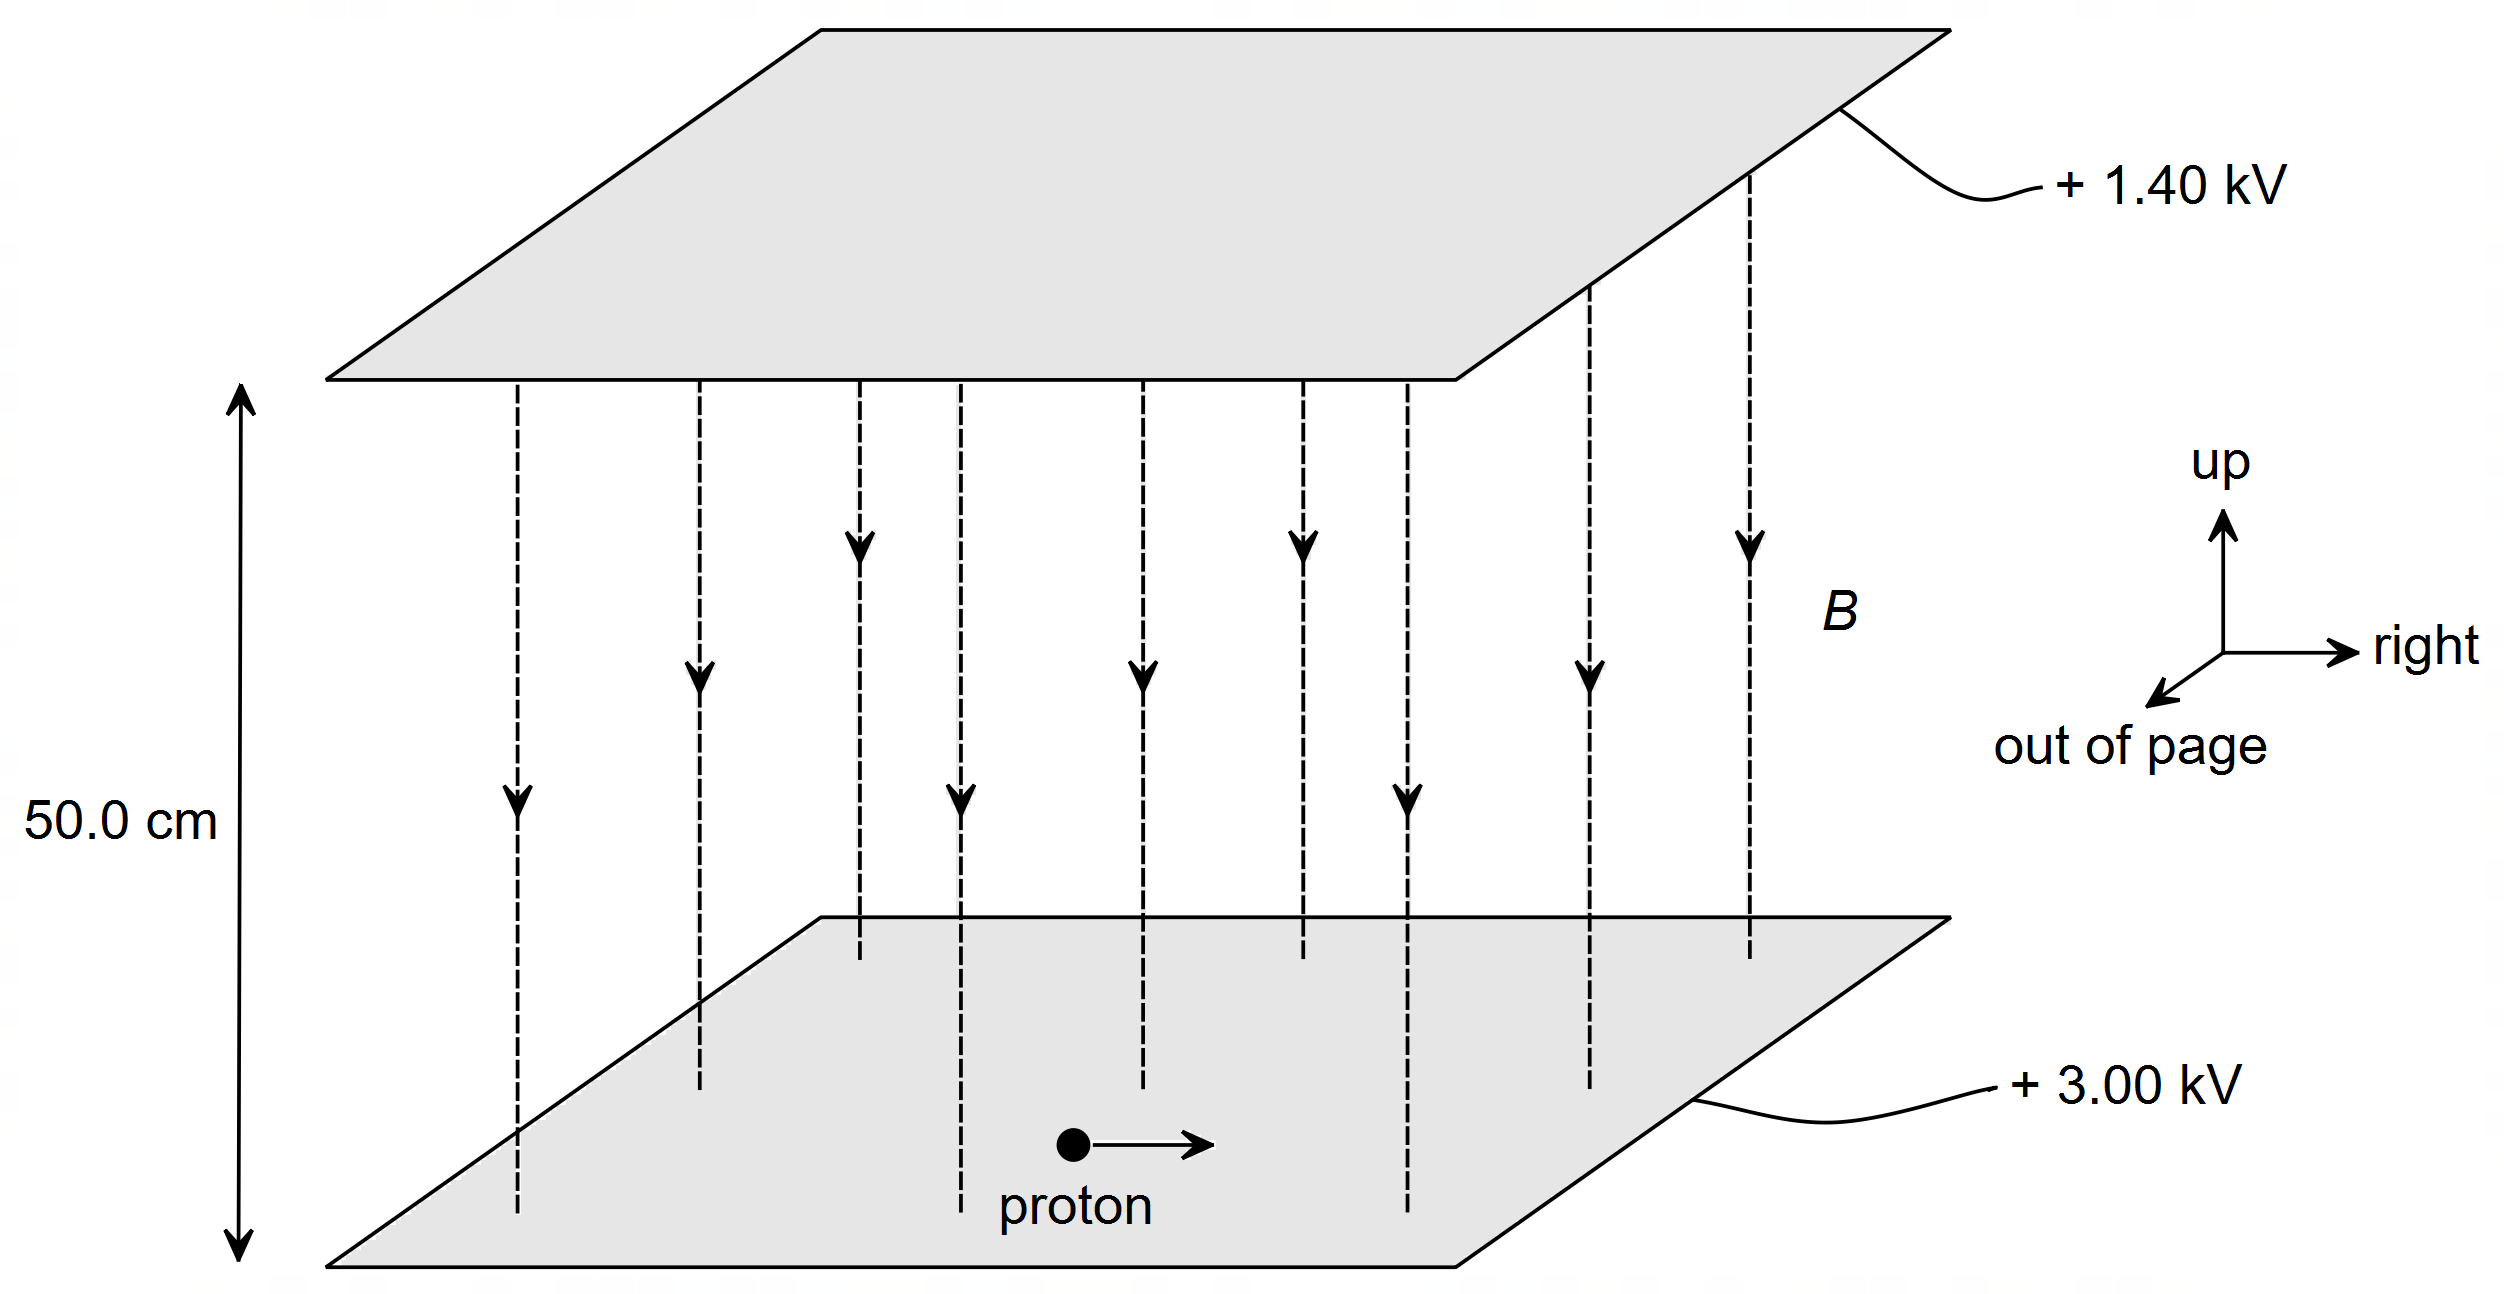 + 1.40 kV
up
B
right
out of page
50.0 cm
+ 3.00 kV
proton